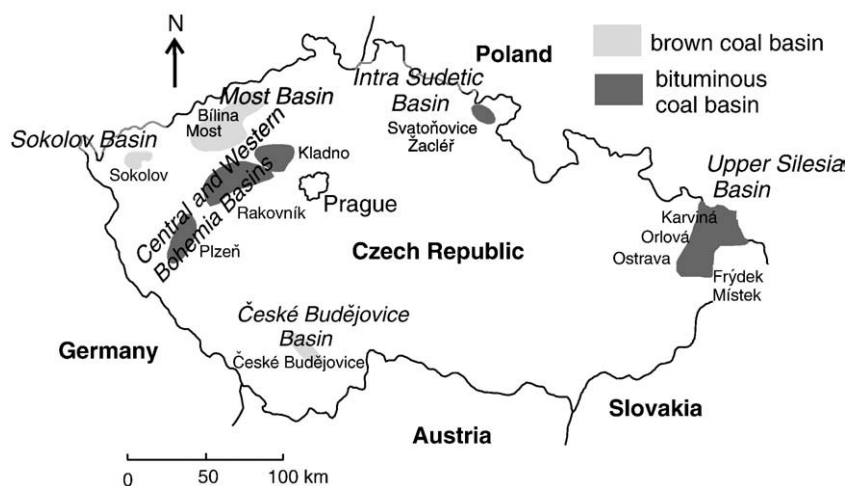 N
Poland
brown coal basin
bituminous
coal basin
Intra Sudetic
Basin
Svatoňovice
Žacléř
Most Basin
Bílina
Most
Sokolov Basin
Sokolov
Central and Western
Bohemia Basins
Kladno
Rakovník
Plzeň
Prague
Czech Republic
Upper Silesia
Basin
Karviná
Orlová
Ostrava
Frýdek
Místek
České Budějovice
Basin
České Budějovice
Germany
Austria
Slovakia
0 50 100 km